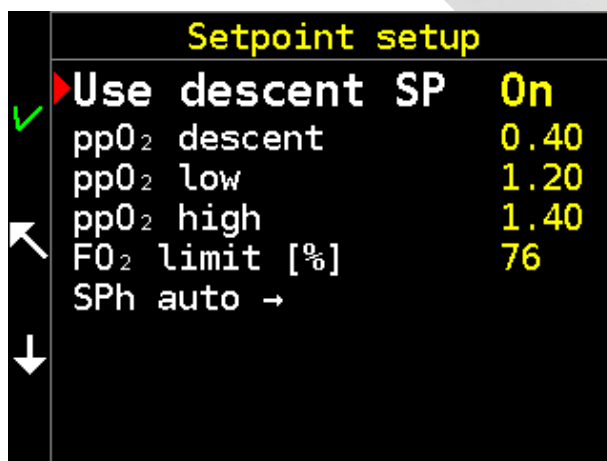 Setpoint setup
Use descent SP On
ppO₂ descent 0.40
ppO₂ low 1.20
ppO₂ high 1.40
FO₂ limit [%] 76
SPh auto →